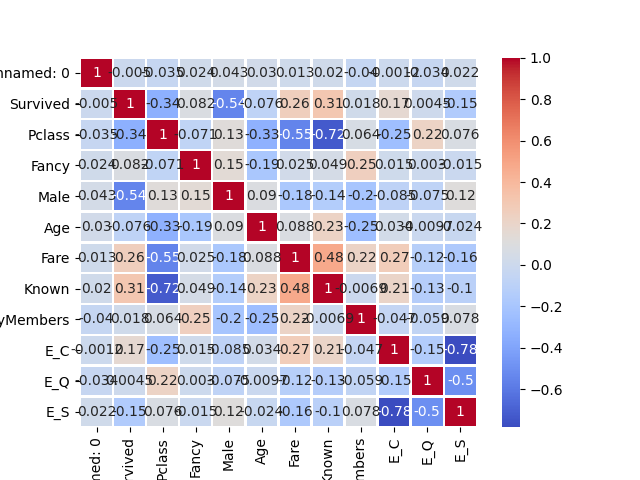 nnamed: 0 1 -0.005 -0.035 0.024 0.043 0.03 0.013 -0.02 -0.04 -0.0012 -0.034 0.022
Survived -0.005 1 -0.34 0.082 -0.54 -0.076 0.26 0.31 0.018 0.17 0.0045 -0.15
Pclass -0.035 -0.34 1 -0.071 0.13 -0.33 -0.55 -0.72 0.064 -0.25 0.22 0.076
Fancy -0.024 0.082 -0.071 1 0.15 -0.19 0.025 0.049 0.25 0.015 0.003 -0.015
Male -0.043 -0.54 0.13 0.15 1 0.09 -0.18 -0.14 -0.2 -0.085 -0.075 0.12
Age -0.03 -0.076 -0.33 -0.19 0.09 1 0.088 0.23 -0.25 0.034 -0.0097 -0.024
Fare -0.013 0.26 -0.55 0.025 -0.18 0.088 1 0.48 0.22 0.27 -0.12 -0.16
Known -0.02 0.31 -0.72 0.049 -0.14 0.23 0.48 1 -0.0069 0.21 -0.13 -0.1
yMembers -0.04 0.018 0.064 0.25 -0.2 -0.25 0.22 -0.0069 1 -0.047 -0.059 0.078
E_C -0.0012 0.17 -0.25 0.015 -0.085 0.034 0.27 0.21 -0.047 1 -0.15 -0.78
E_Q -0.034 0.0045 0.22 0.003 -0.075 -0.0097 -0.12 -0.13 -0.059 -0.15 1 -0.5
E_S -0.022 -0.15 0.076 -0.015 0.12 -0.024 -0.16 -0.1 0.078 -0.78 -0.5 1
med: 0 rvived Pclass Fancy Male Age Fare Known mbers E_C E_Q E_S
1.0
0.8
0.6
0.4
0.2
0.0
−0.2
−0.4
−0.6